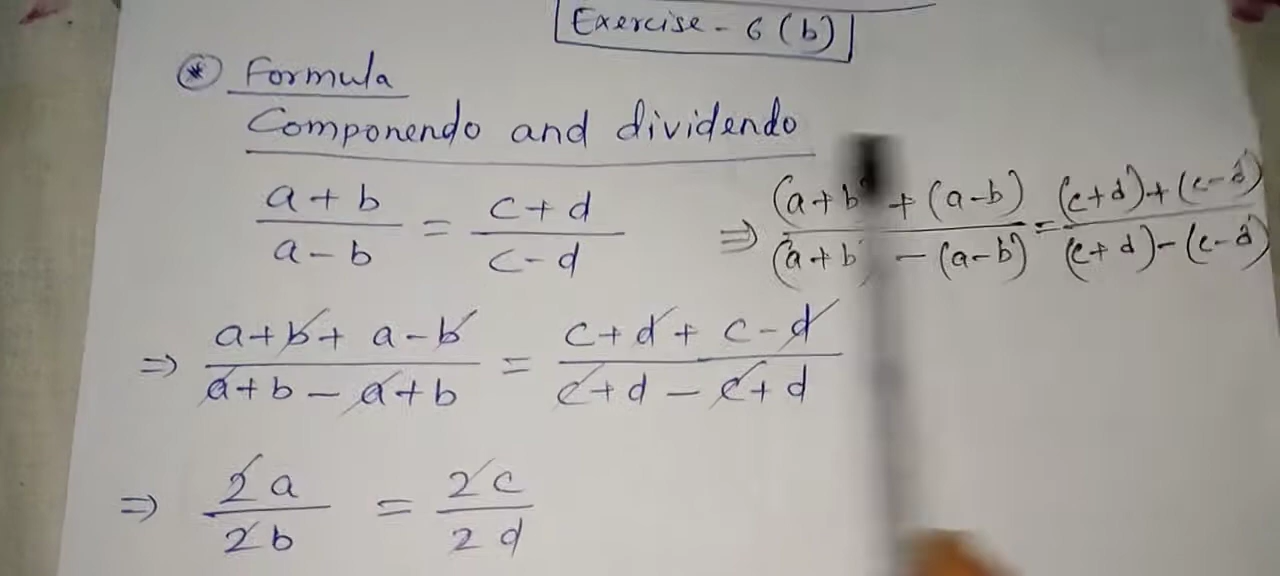 Exercise - 6 (b)
* Formula
Componendo and dividendo
a + b / a - b = c + d / c - d ⇒ (a + b) + (a - b) / (a + b) - (a - b) = (c + d) + (c - d) / (c + d) - (c - d)
⇒ a + b + a - b / a + b - a + b = c + d + c - d / c + d - c + d
⇒ 2a / 2b = 2c / 2d